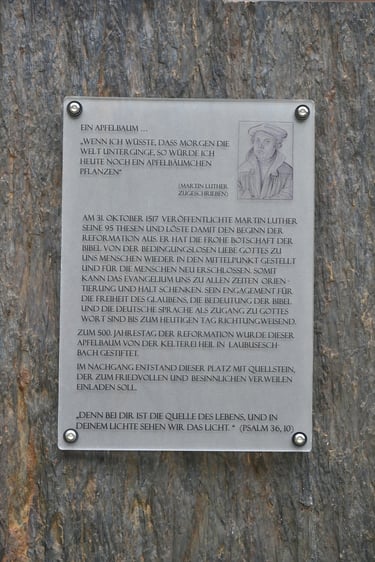 EIN APFELBAUM ...
„WENN ICH WÜSSTE, DASS MORGEN DIE
WELT UNTERGINGE, SO WÜRDE ICH
HEUTE NOCH EIN APFELBÄUMCHEN
PFLANZEN“
(MARTIN LUTHER
ZUGESCHRIEBEN)
AM 31. OKTOBER 1517 VERÖFFENTLICHTE MARTIN LUTHER
SEINE 95 THESEN UND LÖSTE DAMIT DEN BEGINN DER
REFORMATION AUS. ER HAT DIE FROHE BOTSCHAFT DER
BIBEL VON DER BEDINGUNGSLOSEN LIEBE GOTTES ZU
UNS MENSCHEN WIEDER IN DEN MITTELPUNKT GESTELLT
UND FÜR DIE MENSCHEN NEU ERSCHLOSSEN. SOMIT
KANN DAS EVANGELIUM UNS ZU ALLEN ZEITEN ORIEN-
TIERUNG UND HALT SCHENKEN. SEIN ENGAGEMENT FÜR
DIE FREIHEIT DES GLAUBENS, DIE BEDEUTUNG DER BIBEL
UND DIE DEUTSCHE SPRACHE ALS ZUGANG ZU GOTTES
WORT SIND BIS ZUM HEUTIGEN TAG RICHTUNGWEISEND.
ZUM 500. JAHRESTAG DER REFORMATION WURDE DIESER
APFELBAUM VON DER KELTEREI HEIL IN LAUBUSESCH-
BACH GESTIFTET.
IM NACHGANG ENTSTAND DIESER PLATZ MIT QUELLSTEIN,
DER ZUM FRIEDVOLLEN UND BESINNLICHEN VERWEILEN
EINLADEN SOLL.
„DENN BEI DIR IST DIE QUELLE DES LEBENS, UND IN
DEINEM LICHTE SEHEN WIR DAS LICHT. “ (PSALM 36, 10)